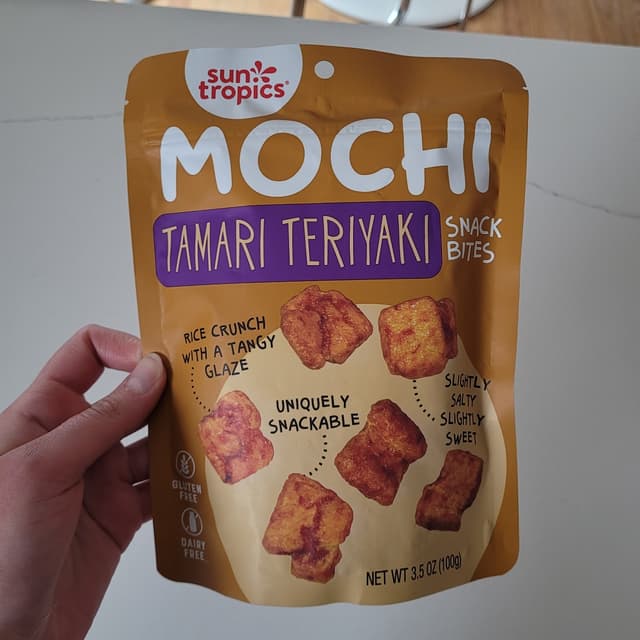 sun
tropics®
MOCHI
TAMARI TERIYAKI
SNACK
BITES
RICE CRUNCH
WITH A TANGY
GLAZE
UNIQUELY
SNACKABLE
SLIGHTLY
SALTY
SLIGHTLY
SWEET
GLUTEN
FREE
DAIRY
FREE
NET WT 3.5 OZ (100g)